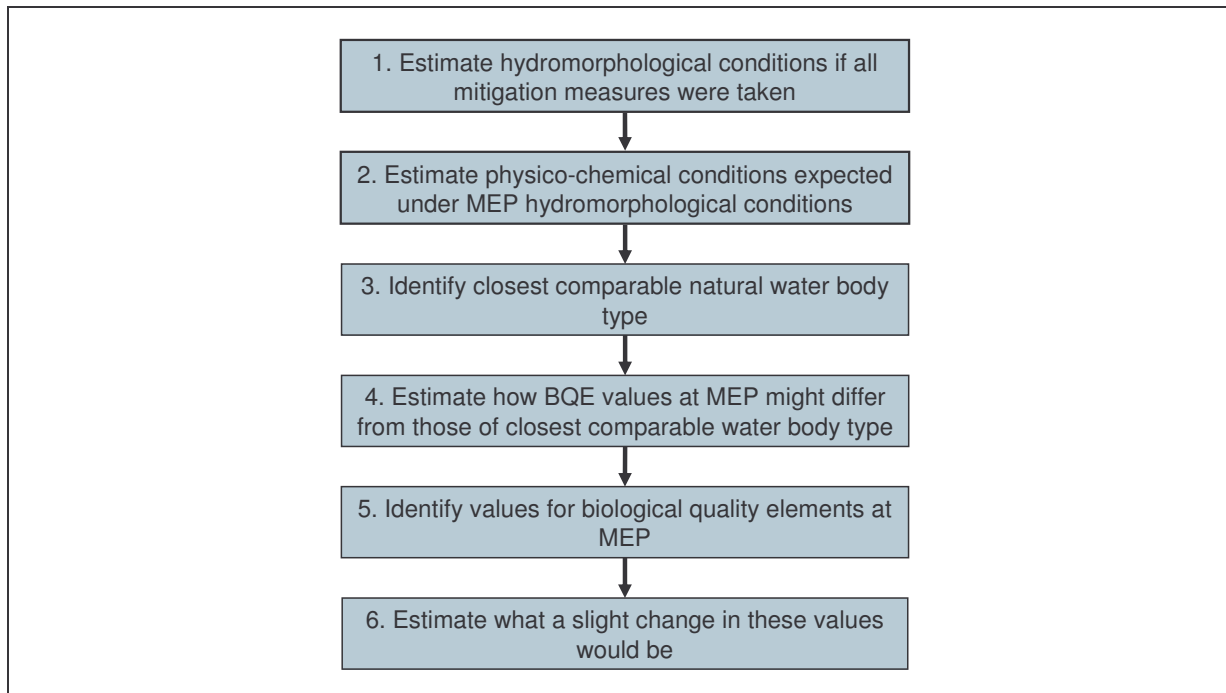 1. Estimate hydromorphological conditions if all
mitigation measures were taken
2. Estimate physico-chemical conditions expected
under MEP hydromorphological conditions
3. Identify closest comparable natural water body
type
4. Estimate how BQE values at MEP might differ
from those of closest comparable water body type
5. Identify values for biological quality elements at
MEP
6. Estimate what a slight change in these values
would be